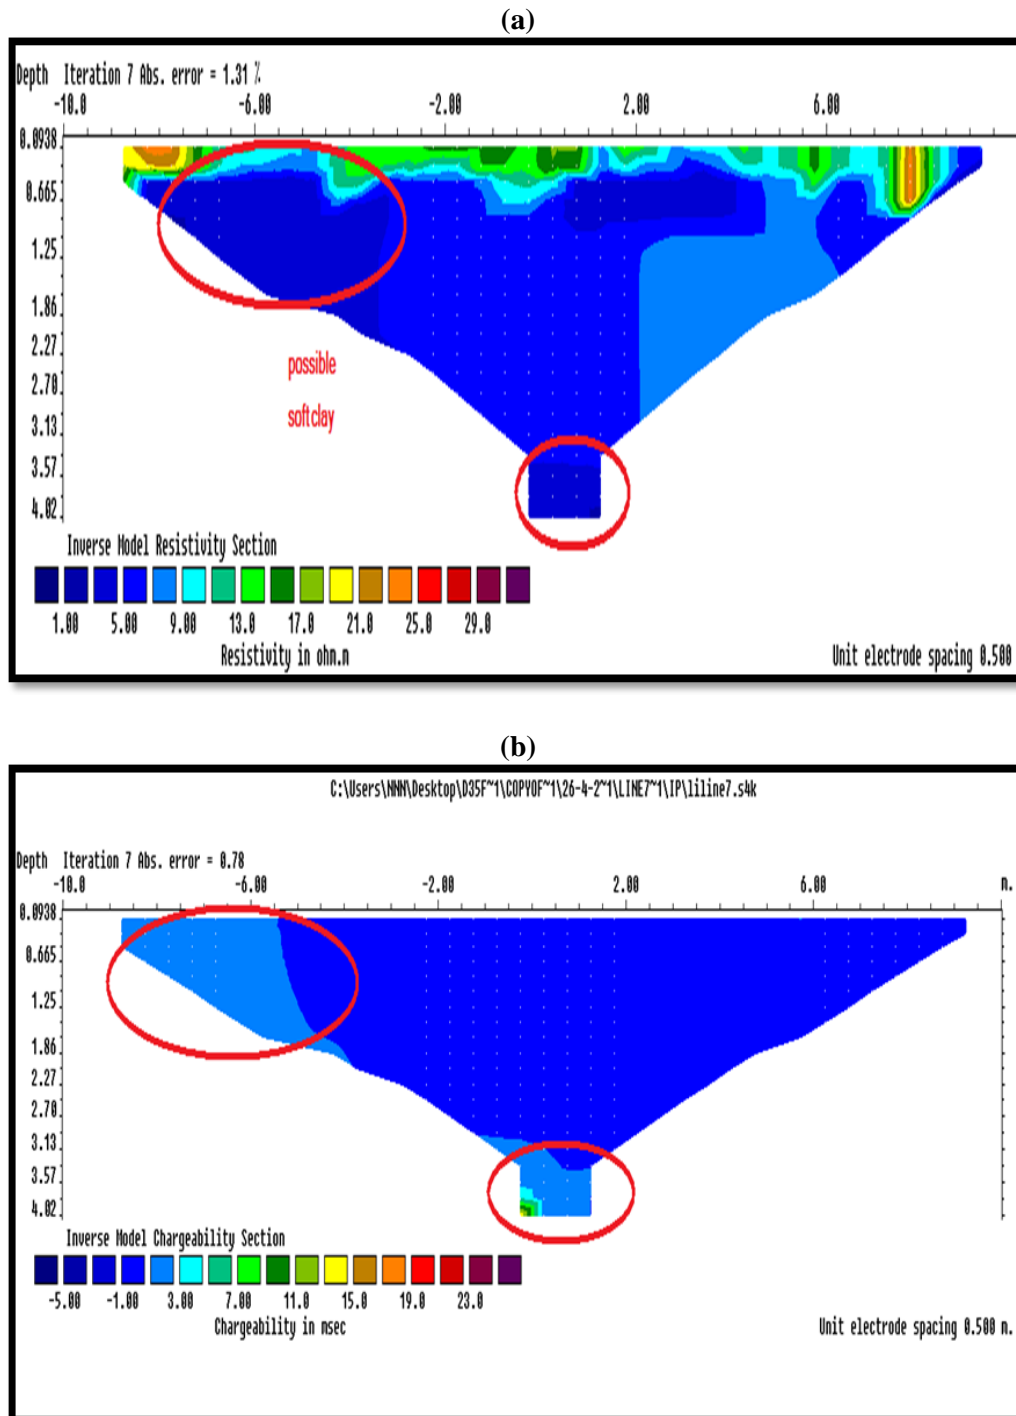 (a)
Depth Iteration 7 Abs. error = 1.31 %
-10.0 -6.00 -2.00 2.00 6.00
0.0938
0.665
1.25
1.86
2.27
2.70
3.13
3.57
4.02
possible
soft clay
Inverse Model Resistivity Section
1.00 5.00 9.00 13.0 17.0 21.0 25.0 29.0
Resistivity in ohm.m
Unit electrode spacing 0.500
(b)
C:\Users\NNN\Desktop\D35F~1\COPYOF~1\26-4-2~1\LINE7~1\IP\liline7.s4k
Depth Iteration 7 Abs. error = 0.78
-10.0 -6.00 -2.00 2.00 6.00 m.
0.0938
0.665
1.25
1.86
2.27
2.70
3.13
3.57
4.02
Inverse Model Chargeability Section
-5.00 -1.00 3.00 7.00 11.0 15.0 19.0 23.0
Chargeability in msec
Unit electrode spacing 0.500 m.